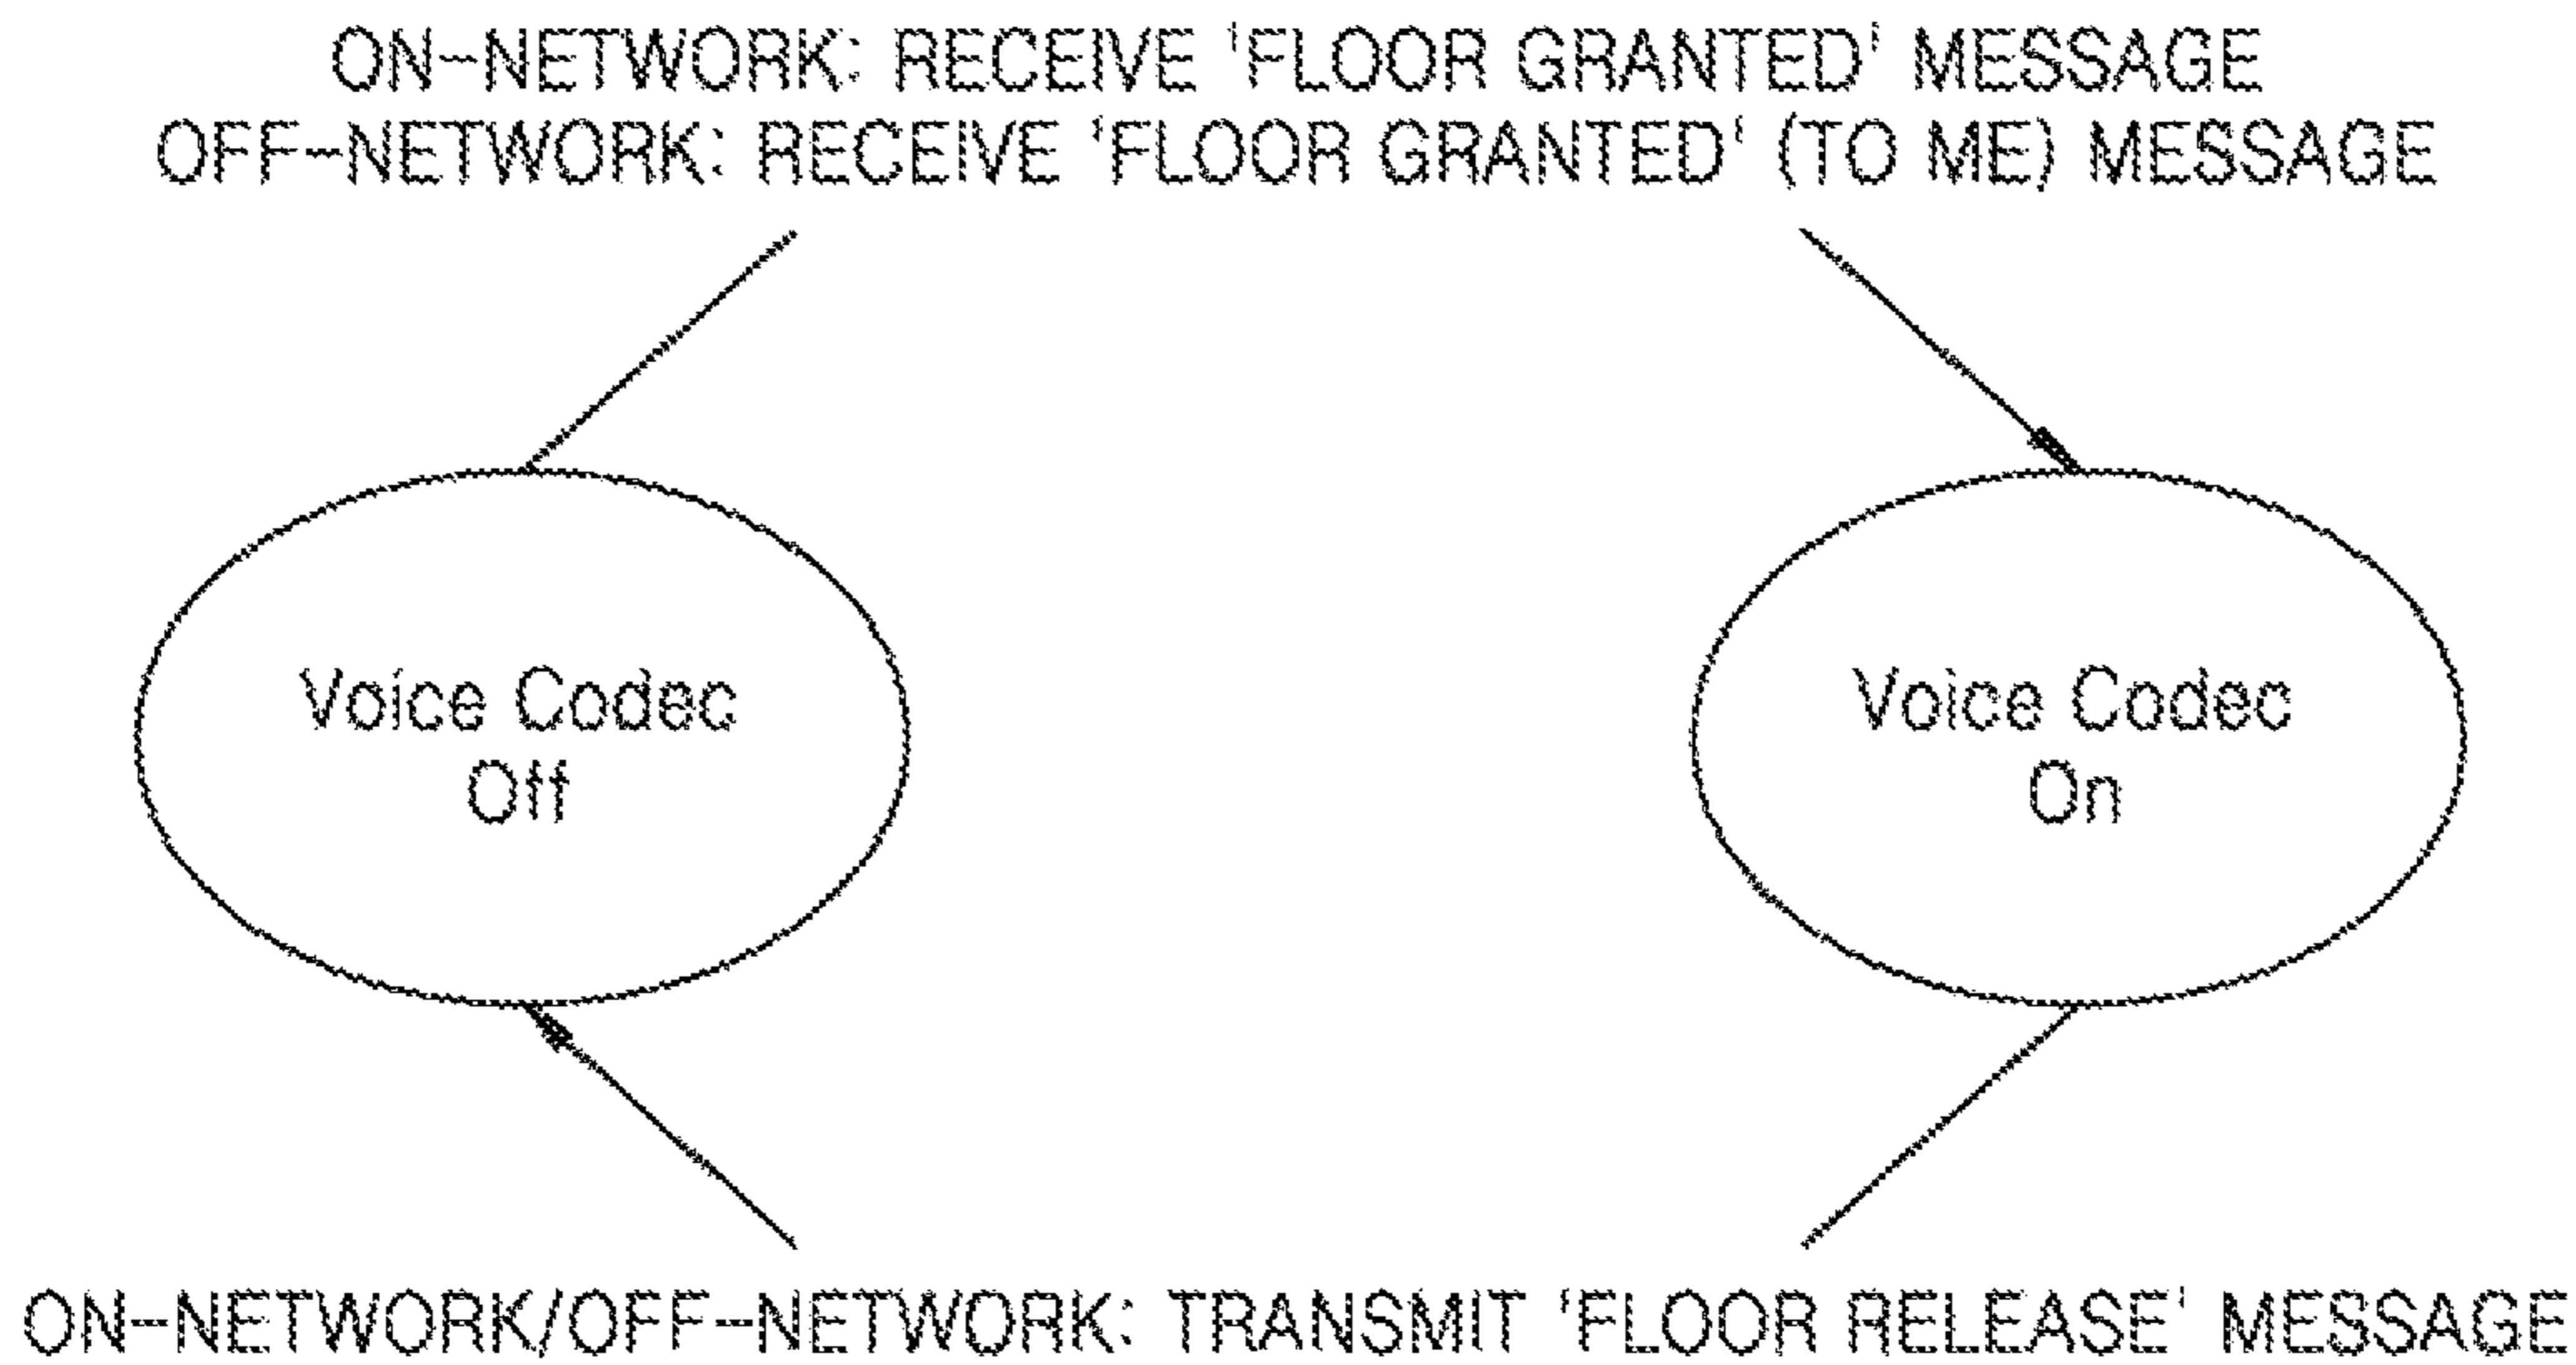 ON-NETWORK: RECEIVE 'FLOOR GRANTED' MESSAGE
OFF-NETWORK: RECEIVE 'FLOOR GRANTED' (TO ME) MESSAGE
Voice Codec
Off
Voice Codec
On
ON-NETWORK/OFF-NETWORK: TRANSMIT 'FLOOR RELEASE' MESSAGE